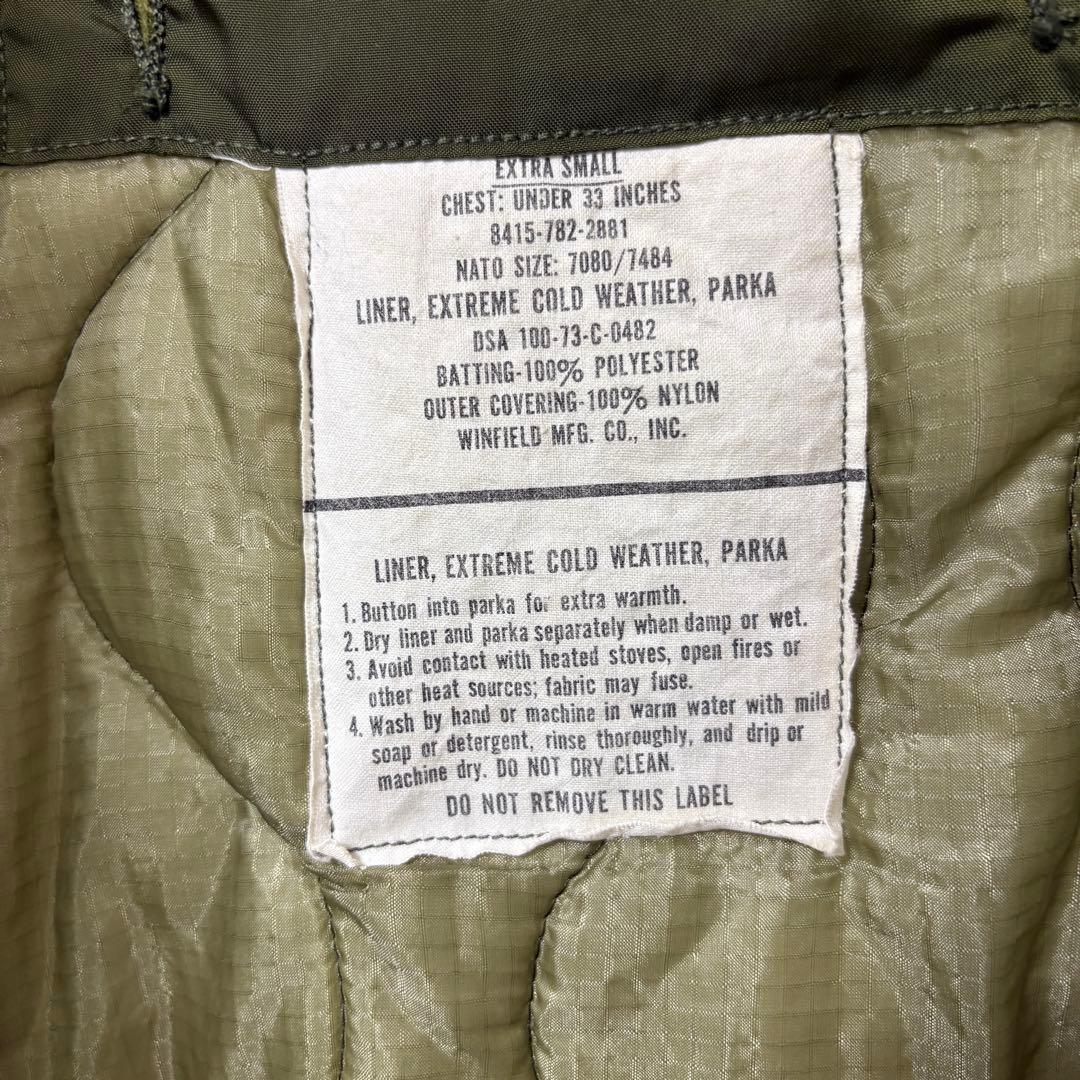 EXTRA SMALL
CHEST: UNDER 33 INCHES
8415-782-2881
NATO SIZE: 7080/7484
LINER, EXTREME COLD WEATHER, PARKA
DSA 100-73-C-0482
BATTING-100% POLYESTER
OUTER COVERING-100% NYLON
WINFIELD MFG. CO., INC.
LINER, EXTREME COLD WEATHER, PARKA
1. Button into parka for extra warmth.
2. Dry liner and parka separately when damp or wet.
3. Avoid contact with heated stoves, open fires or
other heat sources; fabric may fuse.
4. Wash by hand or machine in warm water with mild
soap or detergent, rinse thoroughly, and drip or
machine dry. DO NOT DRY CLEAN.
DO NOT REMOVE THIS LABEL